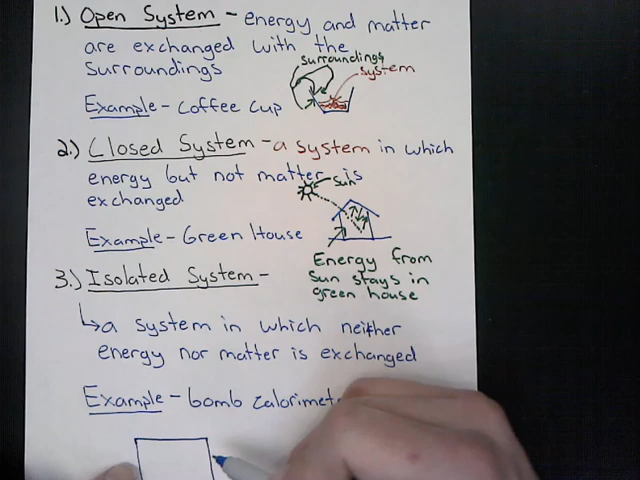 1.) Open System - energy and matter
are exchanged with the
surroundings
surroundings
system
Example - coffee cup
2.) Closed System - a system in which
energy but not matter is
exchanged
sun
Example - Green House
Energy from
sun stays in
green house
3.) Isolated System -
a system in which neither
energy nor matter is exchanged
Example - bomb